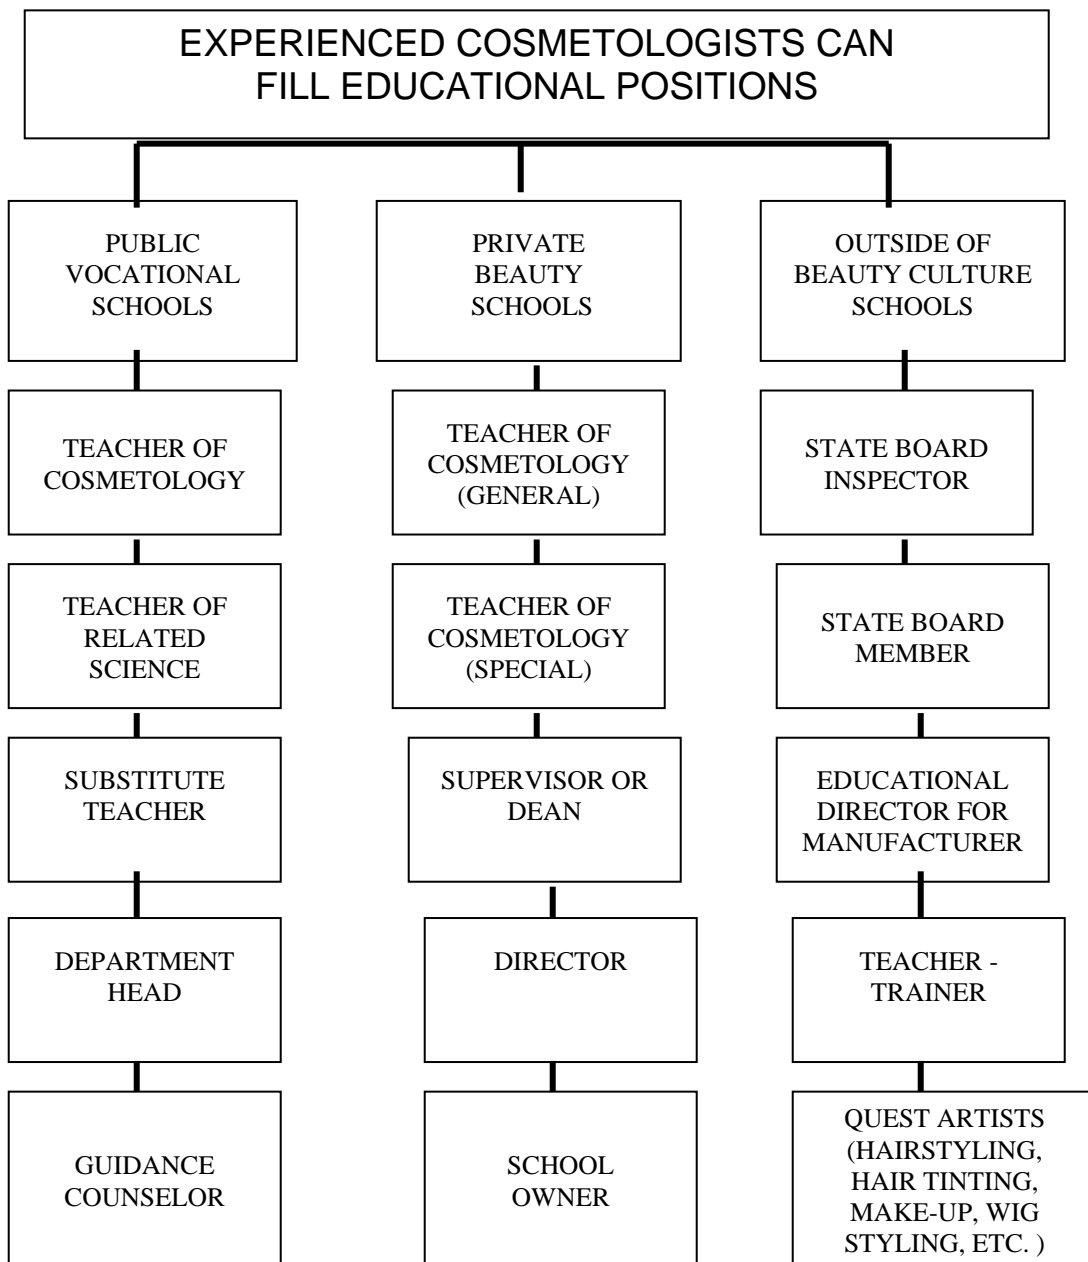 EXPERIENCED COSMETOLOGISTS CAN
FILL EDUCATIONAL POSITIONS
PUBLIC
VOCATIONAL
SCHOOLS
PRIVATE
BEAUTY
SCHOOLS
OUTSIDE OF
BEAUTY CULTURE
SCHOOLS
TEACHER OF
COSMETOLOGY
TEACHER OF
COSMETOLOGY
(GENERAL)
STATE BOARD
INSPECTOR
TEACHER OF
RELATED
SCIENCE
TEACHER OF
COSMETOLOGY
(SPECIAL)
STATE BOARD
MEMBER
SUBSTITUTE
TEACHER
SUPERVISOR OR
DEAN
EDUCATIONAL
DIRECTOR FOR
MANUFACTURER
DEPARTMENT
HEAD
DIRECTOR
TEACHER -
TRAINER
GUIDANCE
COUNSELOR
SCHOOL
OWNER
QUEST ARTISTS
(HAIRSTYLING,
HAIR TINTING,
MAKE-UP, WIG
STYLING, ETC. )